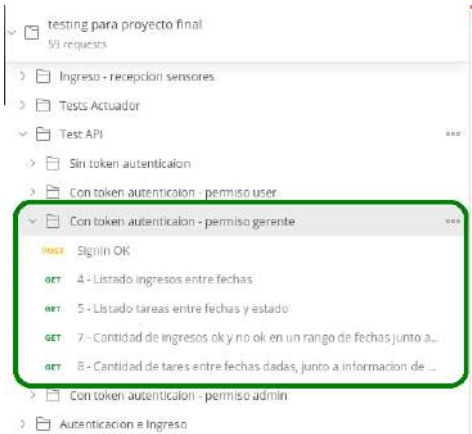 testing para proyecto final
59 requests
Ingreso - recepcion sensores
Tests Actuador
Test API
Sin token autenticaion
Con token autenticaion - permiso user
Con token autenticaion - permiso gerente
POST SignIn OK
GET 4 - Listado ingresos entre fechas
GET 5 - Listado tareas entre fechas y estado
GET 7 - Cantidad de ingresos ok y no ok en un rango de fechas junto a...
GET 8 - Cantidad de tares entre fechas dadas, junto a informacion de ...
Con token autenticaion - permiso admin
Autenticacion e Ingreso